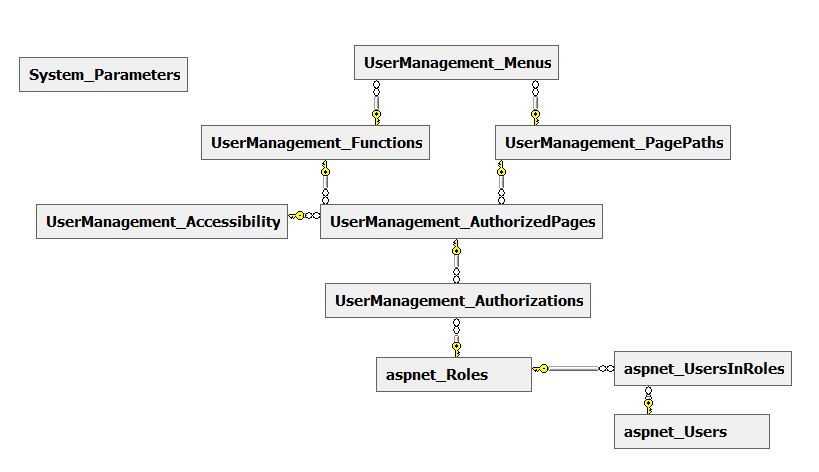 UserManagement_Menus
System_Parameters
UserManagement_Functions
UserManagement_PagePaths
UserManagement_Accessibility
UserManagement_AuthorizedPages
UserManagement_Authorizations
aspnet_Roles
aspnet_UsersInRoles
aspnet_Users